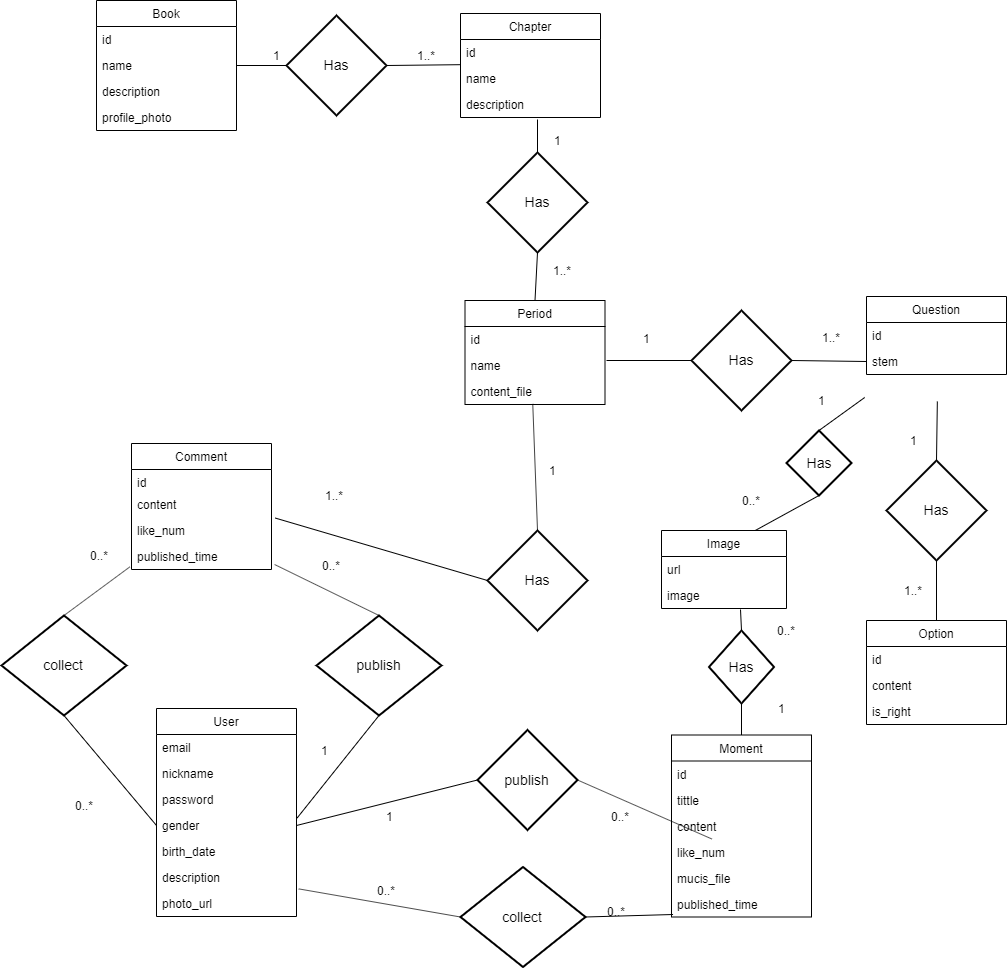 Book
id
name
description
profile_photo
1
Has
1..*
Chapter
id
name
description
1
Has
1..*
Period
id
name
content_file
1
Has
1..*
Question
id
stem
1
Has
0..*
1
Has
1..*
Image
url
image
Option
id
content
is_right
0..*
Has
1
1
Has
1..*
Comment
id
content
like_num
published_time
0..*
collect
0..*
0..*
publish
1
User
email
nickname
password
gender
birth_date
description
photo_url
1
publish
0..*
0..*
collect
0..*
Moment
id
tittle
content
like_num
mucis_file
published_time